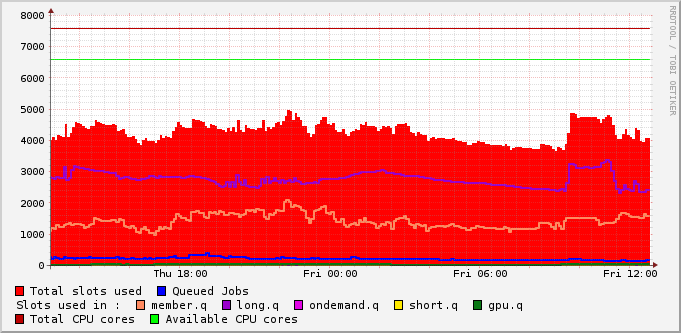 8000
7000
6000
5000
4000
3000
2000
1000
0
Thu 18:00 Fri 00:00 Fri 06:00 Fri 12:00
RRDTOOL / TOBI OETIKER
Total slots used Queued Jobs
Slots used in : member.q long.q ondemand.q short.q gpu.q
Total CPU cores Available CPU cores